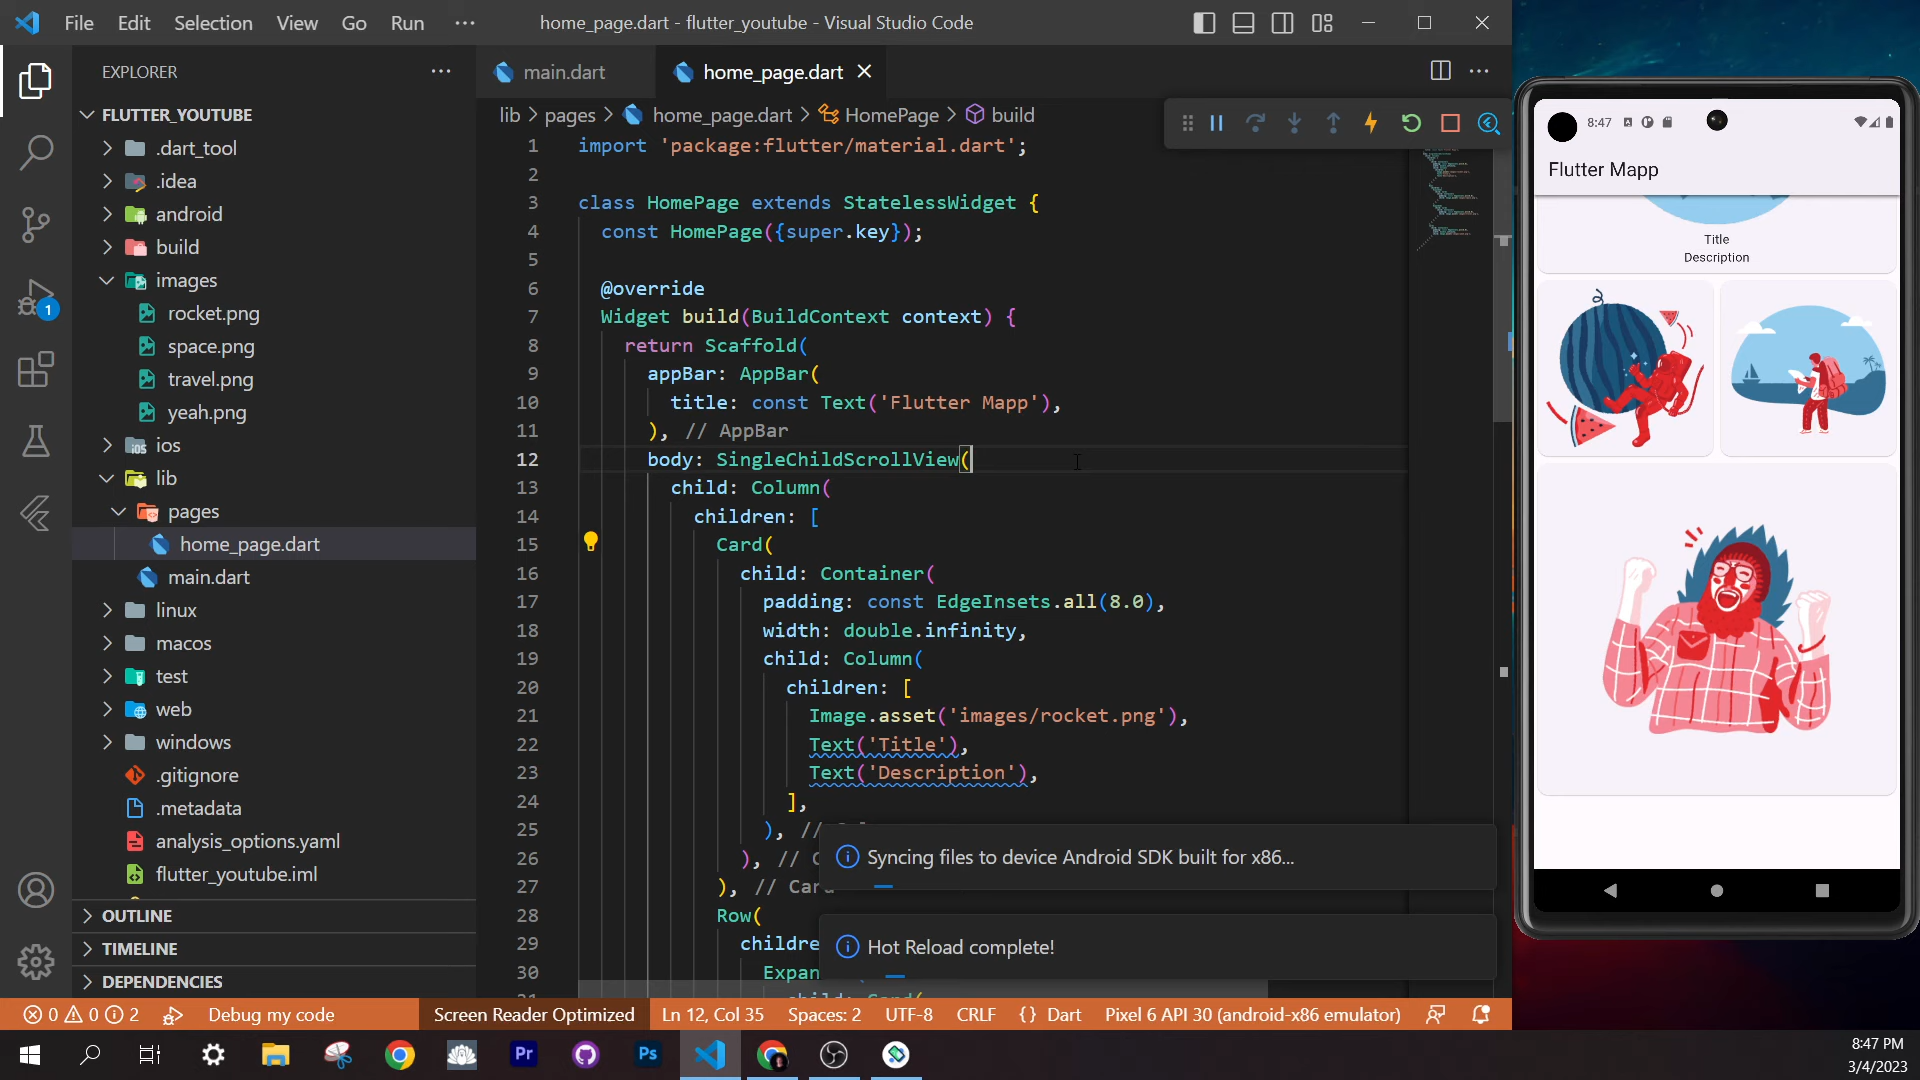 File Edit Selection View Go Run ···
home_page.dart - flutter_youtube - Visual Studio Code
EXPLORER
FLUTTER_YOUTUBE
.dart_tool
.idea
android
build
images
rocket.png
space.png
travel.png
yeah.png
ios
lib
pages
home_page.dart
main.dart
linux
macos
test
web
windows
.gitignore
.metadata
analysis_options.yaml
flutter_youtube.iml
OUTLINE
TIMELINE
DEPENDENCIES
1
main.dart
home_page.dart
lib > pages > home_page.dart > HomePage > build
1 import 'package:flutter/material.dart';
2
3 class HomePage extends StatelessWidget {
4 const HomePage({super.key});
5
6 @override
7 Widget build(BuildContext context) {
8 return Scaffold(
9 appBar: AppBar(
10 title: const Text('Flutter Mapp'),
11 ), // AppBar
12 body: SingleChildScrollView(
13 child: Column(
14 children: [
15 Card(
16 child: Container(
17 padding: const EdgeInsets.all(8.0),
18 width: double.infinity,
19 child: Column(
20 children: [
21 Image.asset('images/rocket.png'),
22 Text('Title'),
23 Text('Description'),
24 ],
25 ), //
26 ), // C
27 ), // Card
28 Row(
29 childre
30 Expan
Syncing files to device Android SDK built for x86...
Hot Reload complete!
0 0 2 Debug my code Screen Reader Optimized Ln 12, Col 35 Spaces: 2 UTF-8 CRLF {} Dart Pixel 6 API 30 (android-x86 emulator)
8:47
Flutter Mapp
Title
Description
Pr
Ps
8:47 PM
3/4/2023